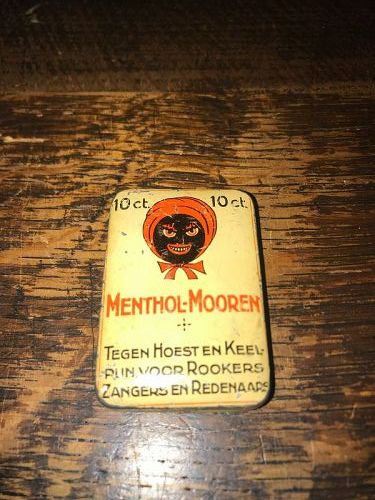 10 ct. 10 ct.
MENTHOL-MOOREN
TEGEN HOEST EN KEEL-
PIJN VOOR ROOKERS
ZANGERS EN REDENAARS